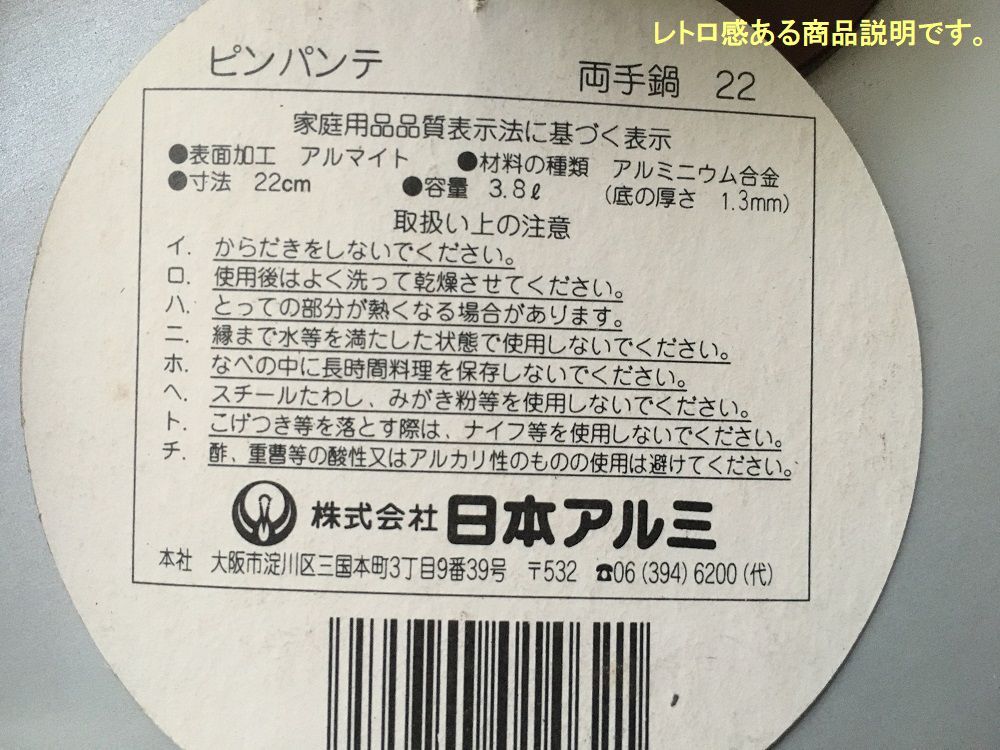 レトロ感ある商品説明です。
ピンパンテ 両手鍋 22
家庭用品品質表示法に基づく表示
●表面加工 アルマイト ●材料の種類 アルミニウム合金
●寸法 22cm ●容量 3.8ℓ (底の厚さ 1.3mm)
取扱い上の注意
イ. からだきをしないでください。
ロ. 使用後はよく洗って乾燥させてください。
ハ. とっての部分が熱くなる場合があります。
ニ. 縁まで水等を満たした状態で使用しないでください。
ホ. なべの中に長時間料理を保存しないでください。
ヘ. スチールたわし、みがき粉等を使用しないでください。
ト. こげつき等を落とす際は、ナイフ等を使用しないでください。
チ. 酢、重曹等の酸性又はアルカリ性のものの使用は避けてください。
株式会社 日本アルミ
本社 大阪市淀川区三国本町3丁目9番39号 〒532 ☎06(394)6200(代)